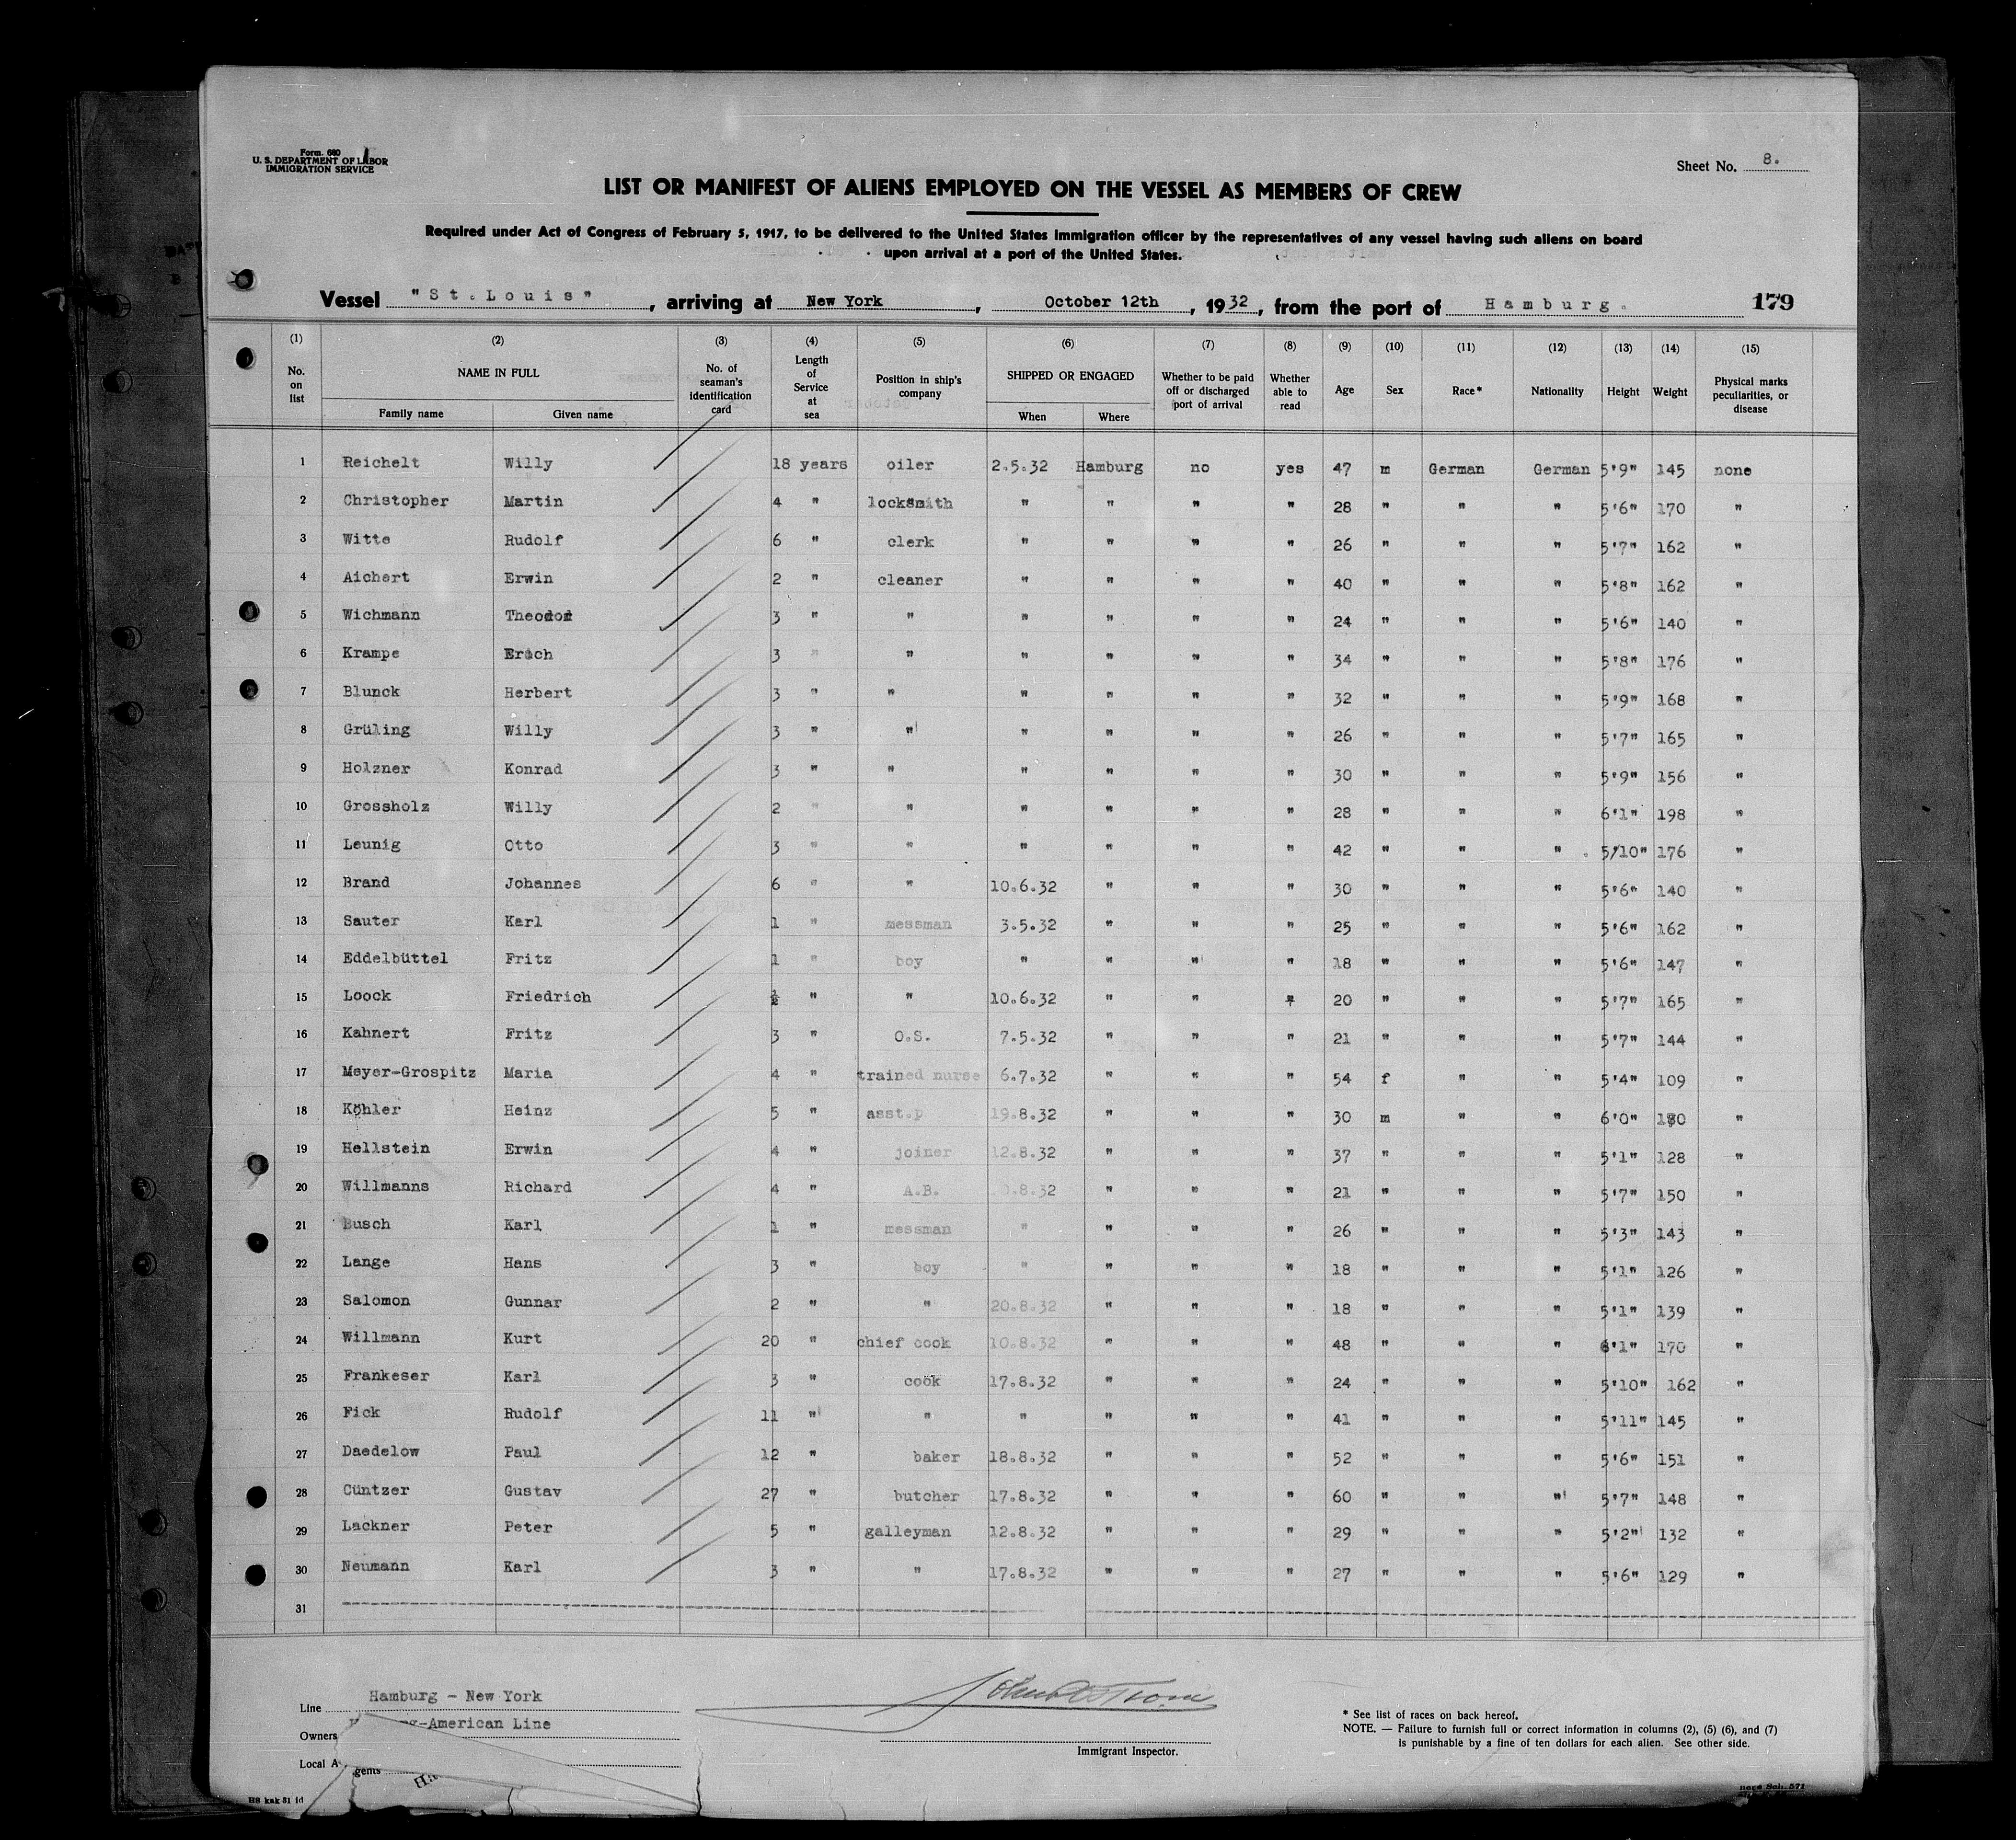 Form. 680
U. S. DEPARTMENT OF LABOR
IMMIGRATION SERVICE
Sheet No. 8.
LIST OR MANIFEST OF ALIENS EMPLOYED ON THE VESSEL AS MEMBERS OF CREW
Required under Act of Congress of February 5, 1917, to be delivered to the United States Immigration officer by the representatives of any vessel having such aliens on board
upon arrival at a port of the United States.
Vessel "St.Louis", arriving at New York, October 12th, 1932, from the port of Hamburg. 179
(1) (2) (3) (4) (5) (6) (7) (8) (9) (10) (11) (12) (13) (14) (15)
No. on list NAME IN FULL Family name Given name No. of seaman's identification card Length of Service at sea Position in ship's company SHIPPED OR ENGAGED When Where Whether to be paid off or discharged port of arrival Whether able to read Age Sex Race* Nationality Height Weight Physical marks peculiarities, or disease
1 Reichelt Willy 18 years oiler 2.5.32 Hamburg no yes 47 m German German 5'9" 145 none
2 Christopher Martin 4 " locksmith " " " " 28 " " " 5'6" 170 "
3 Witte Rudolf 6 " clerk " " " " 26 " " " 5'7" 162 "
4 Aichert Erwin 2 " cleaner " " " " 40 " " " 5'8" 162 "
5 Wichmann Theodor 3 " " " " " " 24 " " " 5'6" 140 "
6 Krampe Erich 3 " " " " " " 34 " " " 5'8" 176 "
7 Blunck Herbert 3 " " " " " " 32 " " " 5'9" 168 "
8 Grüling Willy 3 " " " " " " 26 " " " 5'7" 165 "
9 Holzner Konrad 3 " " " " " " 30 " " " 5'9" 156 "
10 Grossholz Willy 2 " " " " " " 28 " " " 6'1" 198 "
11 Leunig Otto 3 " " " " " " 42 " " " 5/10" 176 "
12 Brand Johannes 6 " " 10.6.32 " " " 30 " " " 5'6" 140 "
13 Sauter Karl 1 " messman 3.5.32 " " " 25 " " " 5'6" 162 "
14 Eddelbüttel Fritz 1 " boy " " " " 18 " " " 5'6" 147 "
15 Loock Friedrich ½ " " 10.6.32 " " " 20 " " " 5'7" 165 "
16 Kahnert Fritz 3 " O.S. 7.5.32 " " " 21 " " " 5'7" 144 "
17 Meyer-Grospitz Maria 4 " trained nurse 6.7.32 " " " 54 f " " 5'4" 109 "
18 Köhler Heinz 5 " asst.p 19.8.32 " " " 30 m " " 6'0" 180 "
19 Hellstein Erwin 4 " joiner 12.8.32 " " " 37 " " " 5'1" 128 "
20 Willmanns Richard 4 " A.B. .8.32 " " " 21 " " " 5'7" 150 "
21 Busch Karl 1 " messman " " " " 26 " " " 5'3" 143 "
22 Lange Hans 3 " boy " " " " 18 " " " 5'1" 126 "
23 Salomon Gunnar 2 " " 20.8.32 " " " 18 " " " 5'1" 139 "
24 Willmann Kurt 20 " chief cook 10.8.32 " " " 48 " " " 6'1" 170 "
25 Frankeser Karl 3 " cook 17.8.32 " " " 24 " " " 5'10" 162 "
26 Fick Rudolf 11 " " " " " " 41 " " " 5'11" 145 "
27 Daedelow Paul 12 " baker 18.8.32 " " " 52 " " " 5'6" 151 "
28 Cüntzer Gustav 27 " butcher 17.8.32 " " " 60 " " " 5'7" 148 "
29 Lackner Peter 5 " galleyman 12.8.32 " " " 29 " " " 5'2" 132 "
30 Neumann Karl 3 " " 17.8.32 " " " 27 " " " 5'6" 129 "
31
Line Hamburg - New York
Owners -American Line
Local Agents
Immigrant Inspector.
* See list of races on back hereof.
NOTE. — Failure to furnish full or correct information in columns (2), (5) (6), and (7)
is punishable by a fine of ten dollars for each alien. See other side.
HS kak 31 1d
Sch. 571